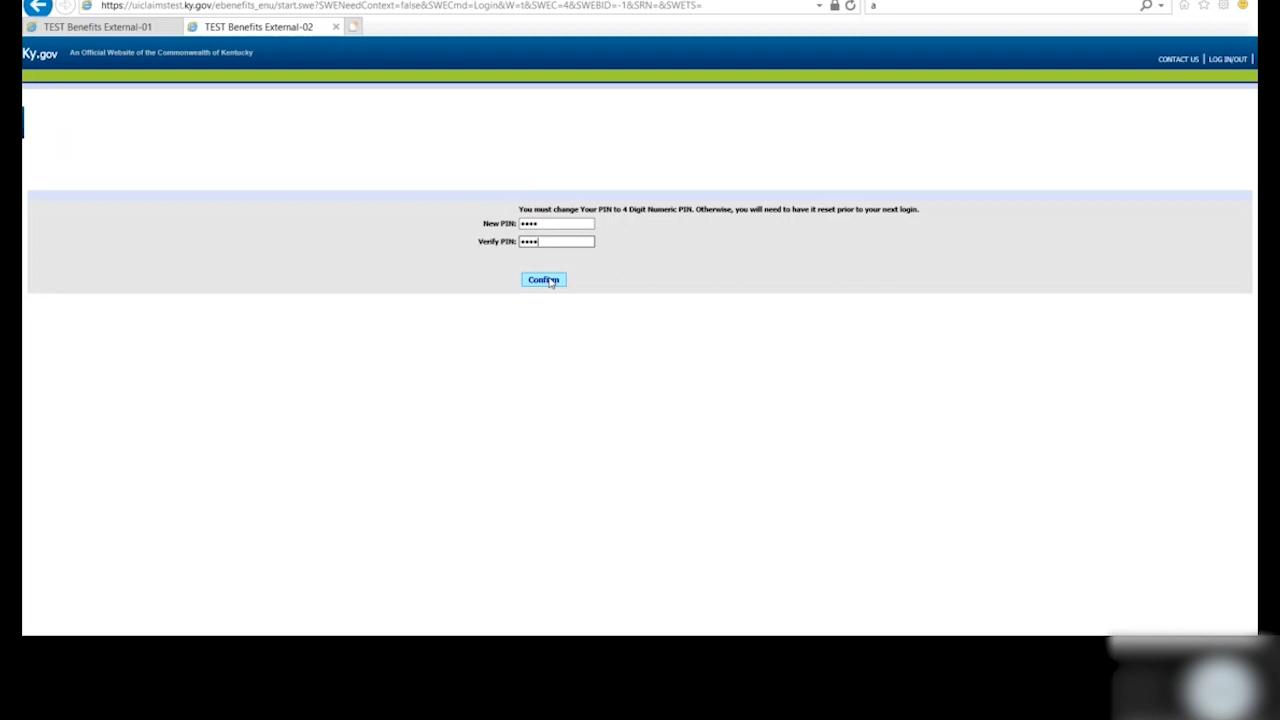 https://uiclaimstest.ky.gov/ebenefits_enu/start.swe?SWENeedContext=false&SWECmd=Login&W=t&SWEC=4&SWEBID=-1&SRN=&SWETS=
a
TEST Benefits External-01
TEST Benefits External-02
Ky.gov
An Official Website of the Commonwealth of Kentucky
CONTACT US | LOG IN/OUT |
You must change Your PIN to 4 Digit Numeric PIN. Otherwise, you will need to have it reset prior to your next login.
New PIN: ••••
Verify PIN: ••••
Confirm